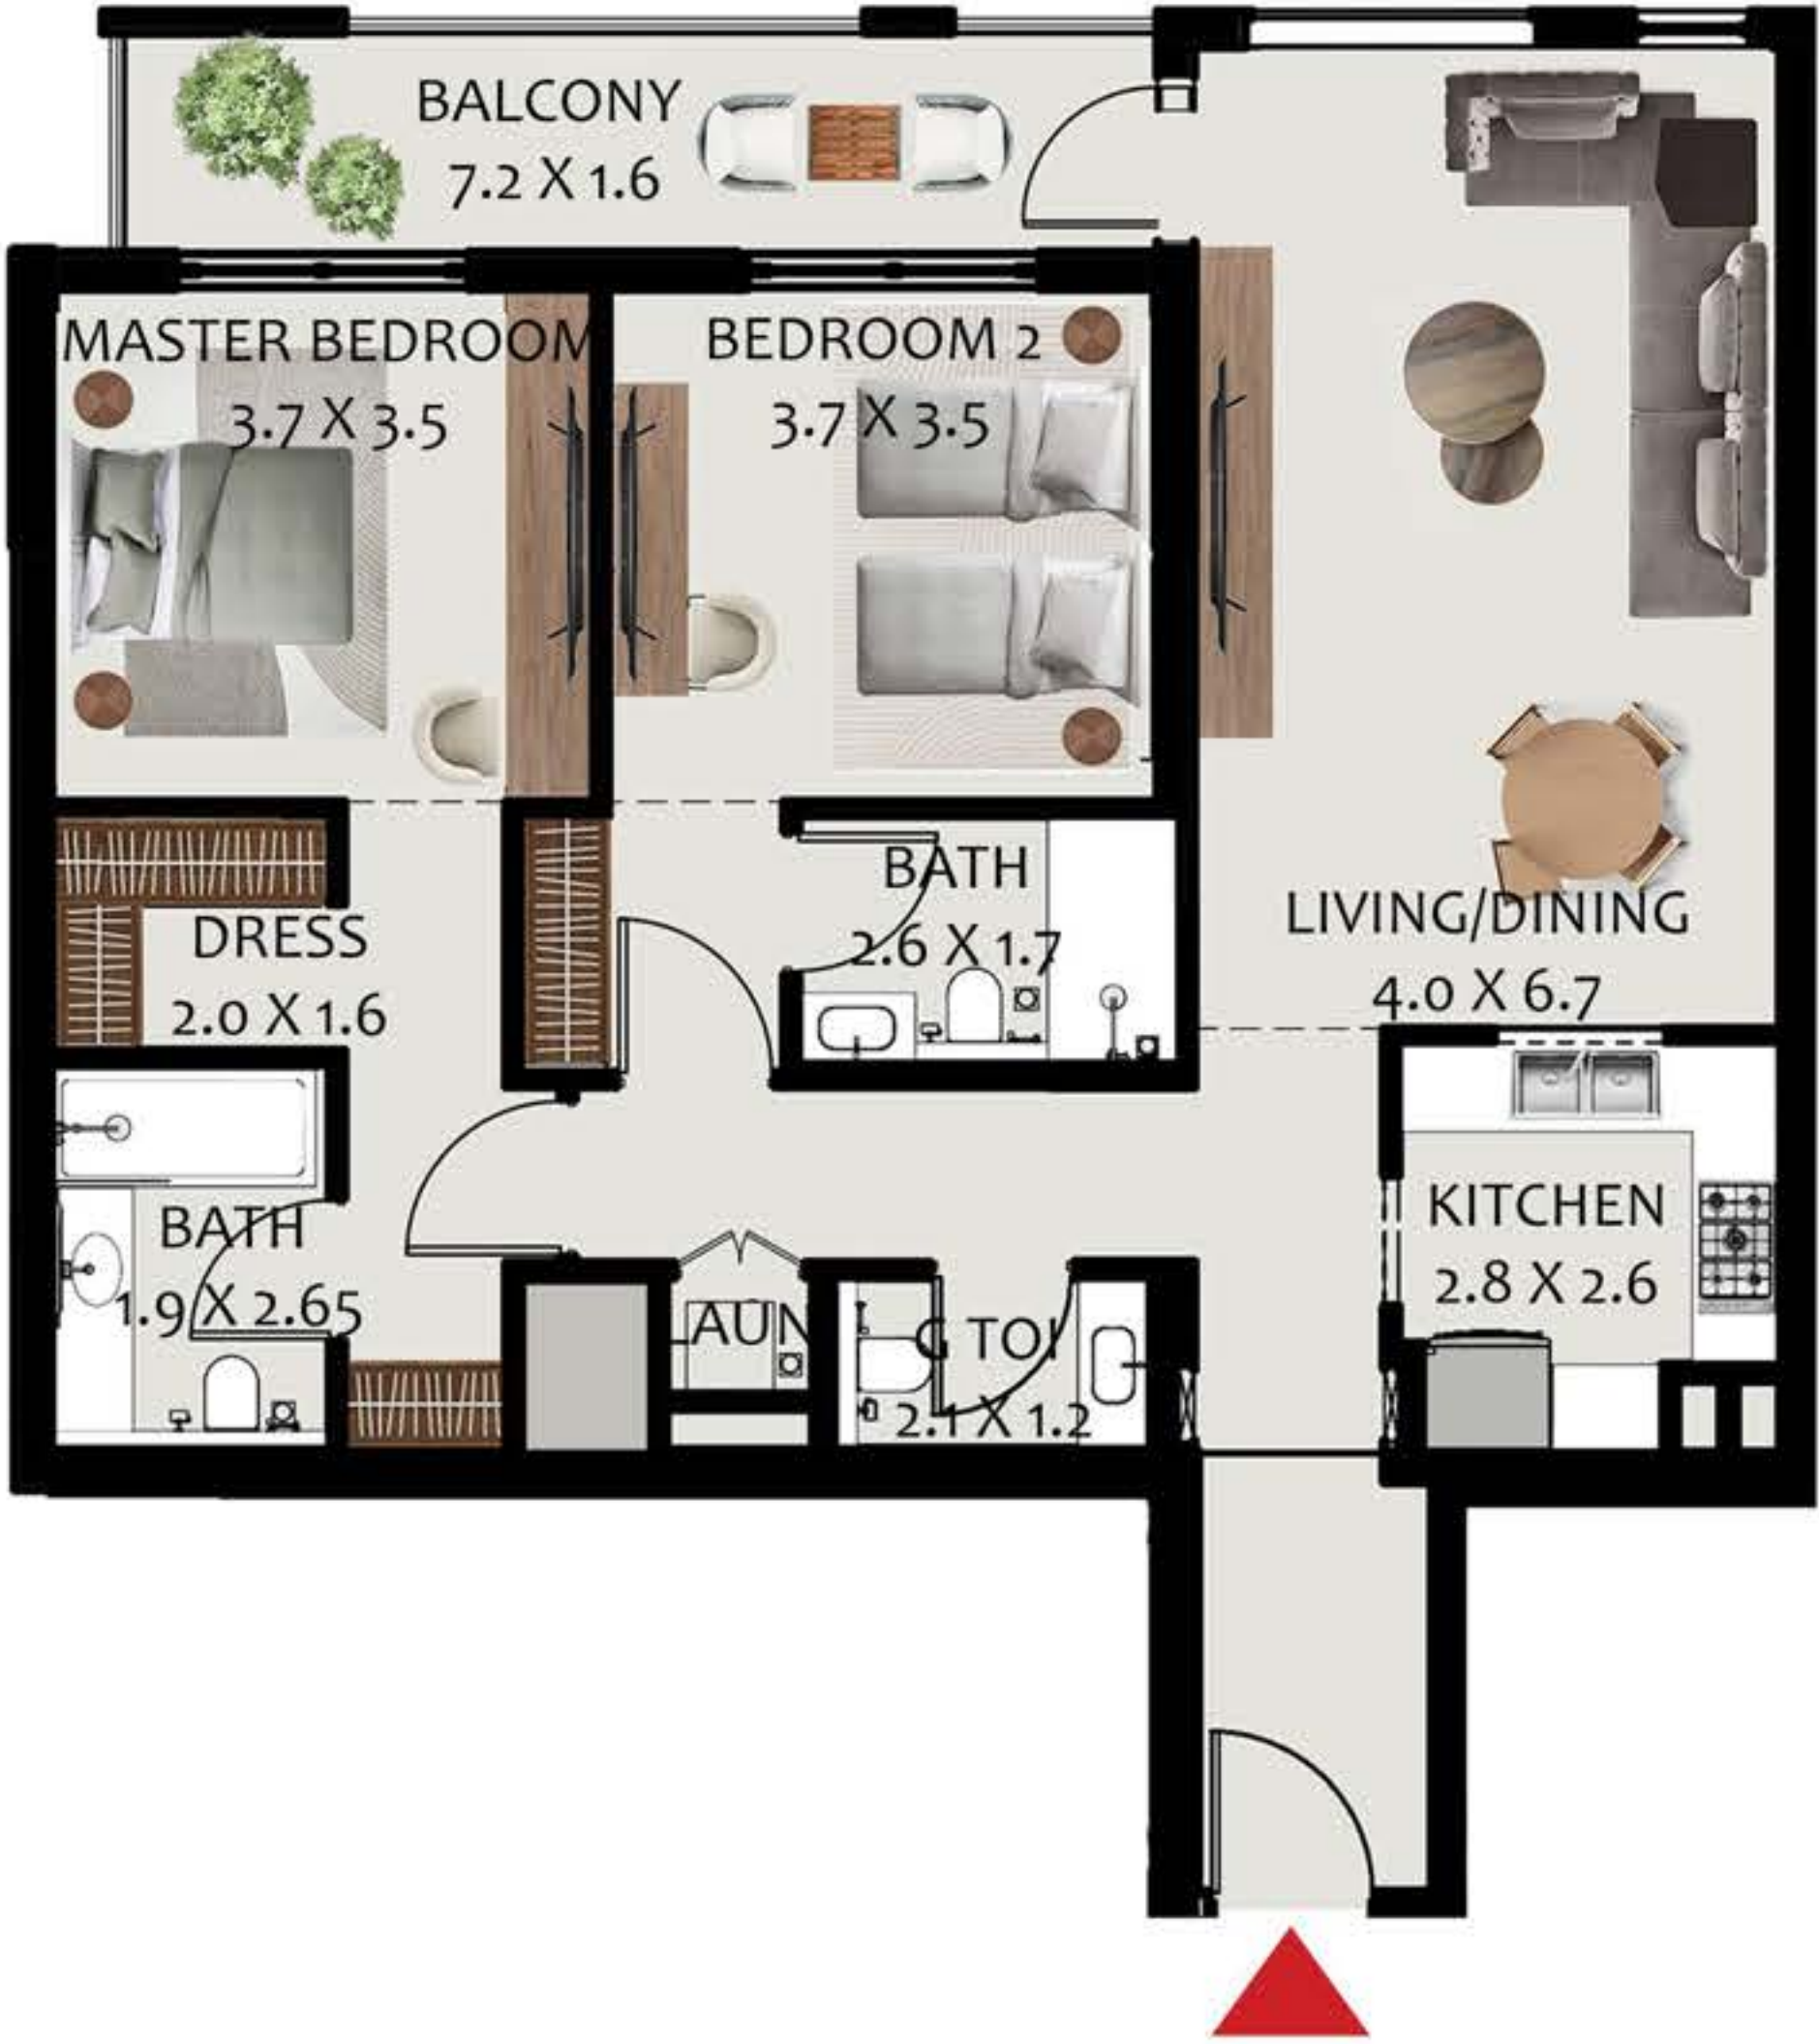 BALCONY
7.2 X 1.6
MASTER BEDROOM
3.7 X 3.5
BEDROOM 2
3.7 X 3.5
BATH
2.6 X 1.7
DRESS
2.0 X 1.6
LIVING/DINING
4.0 X 6.7
BATH
1.9 X 2.65
KITCHEN
2.8 X 2.6
AUN
G TOI
2.1 X 1.2